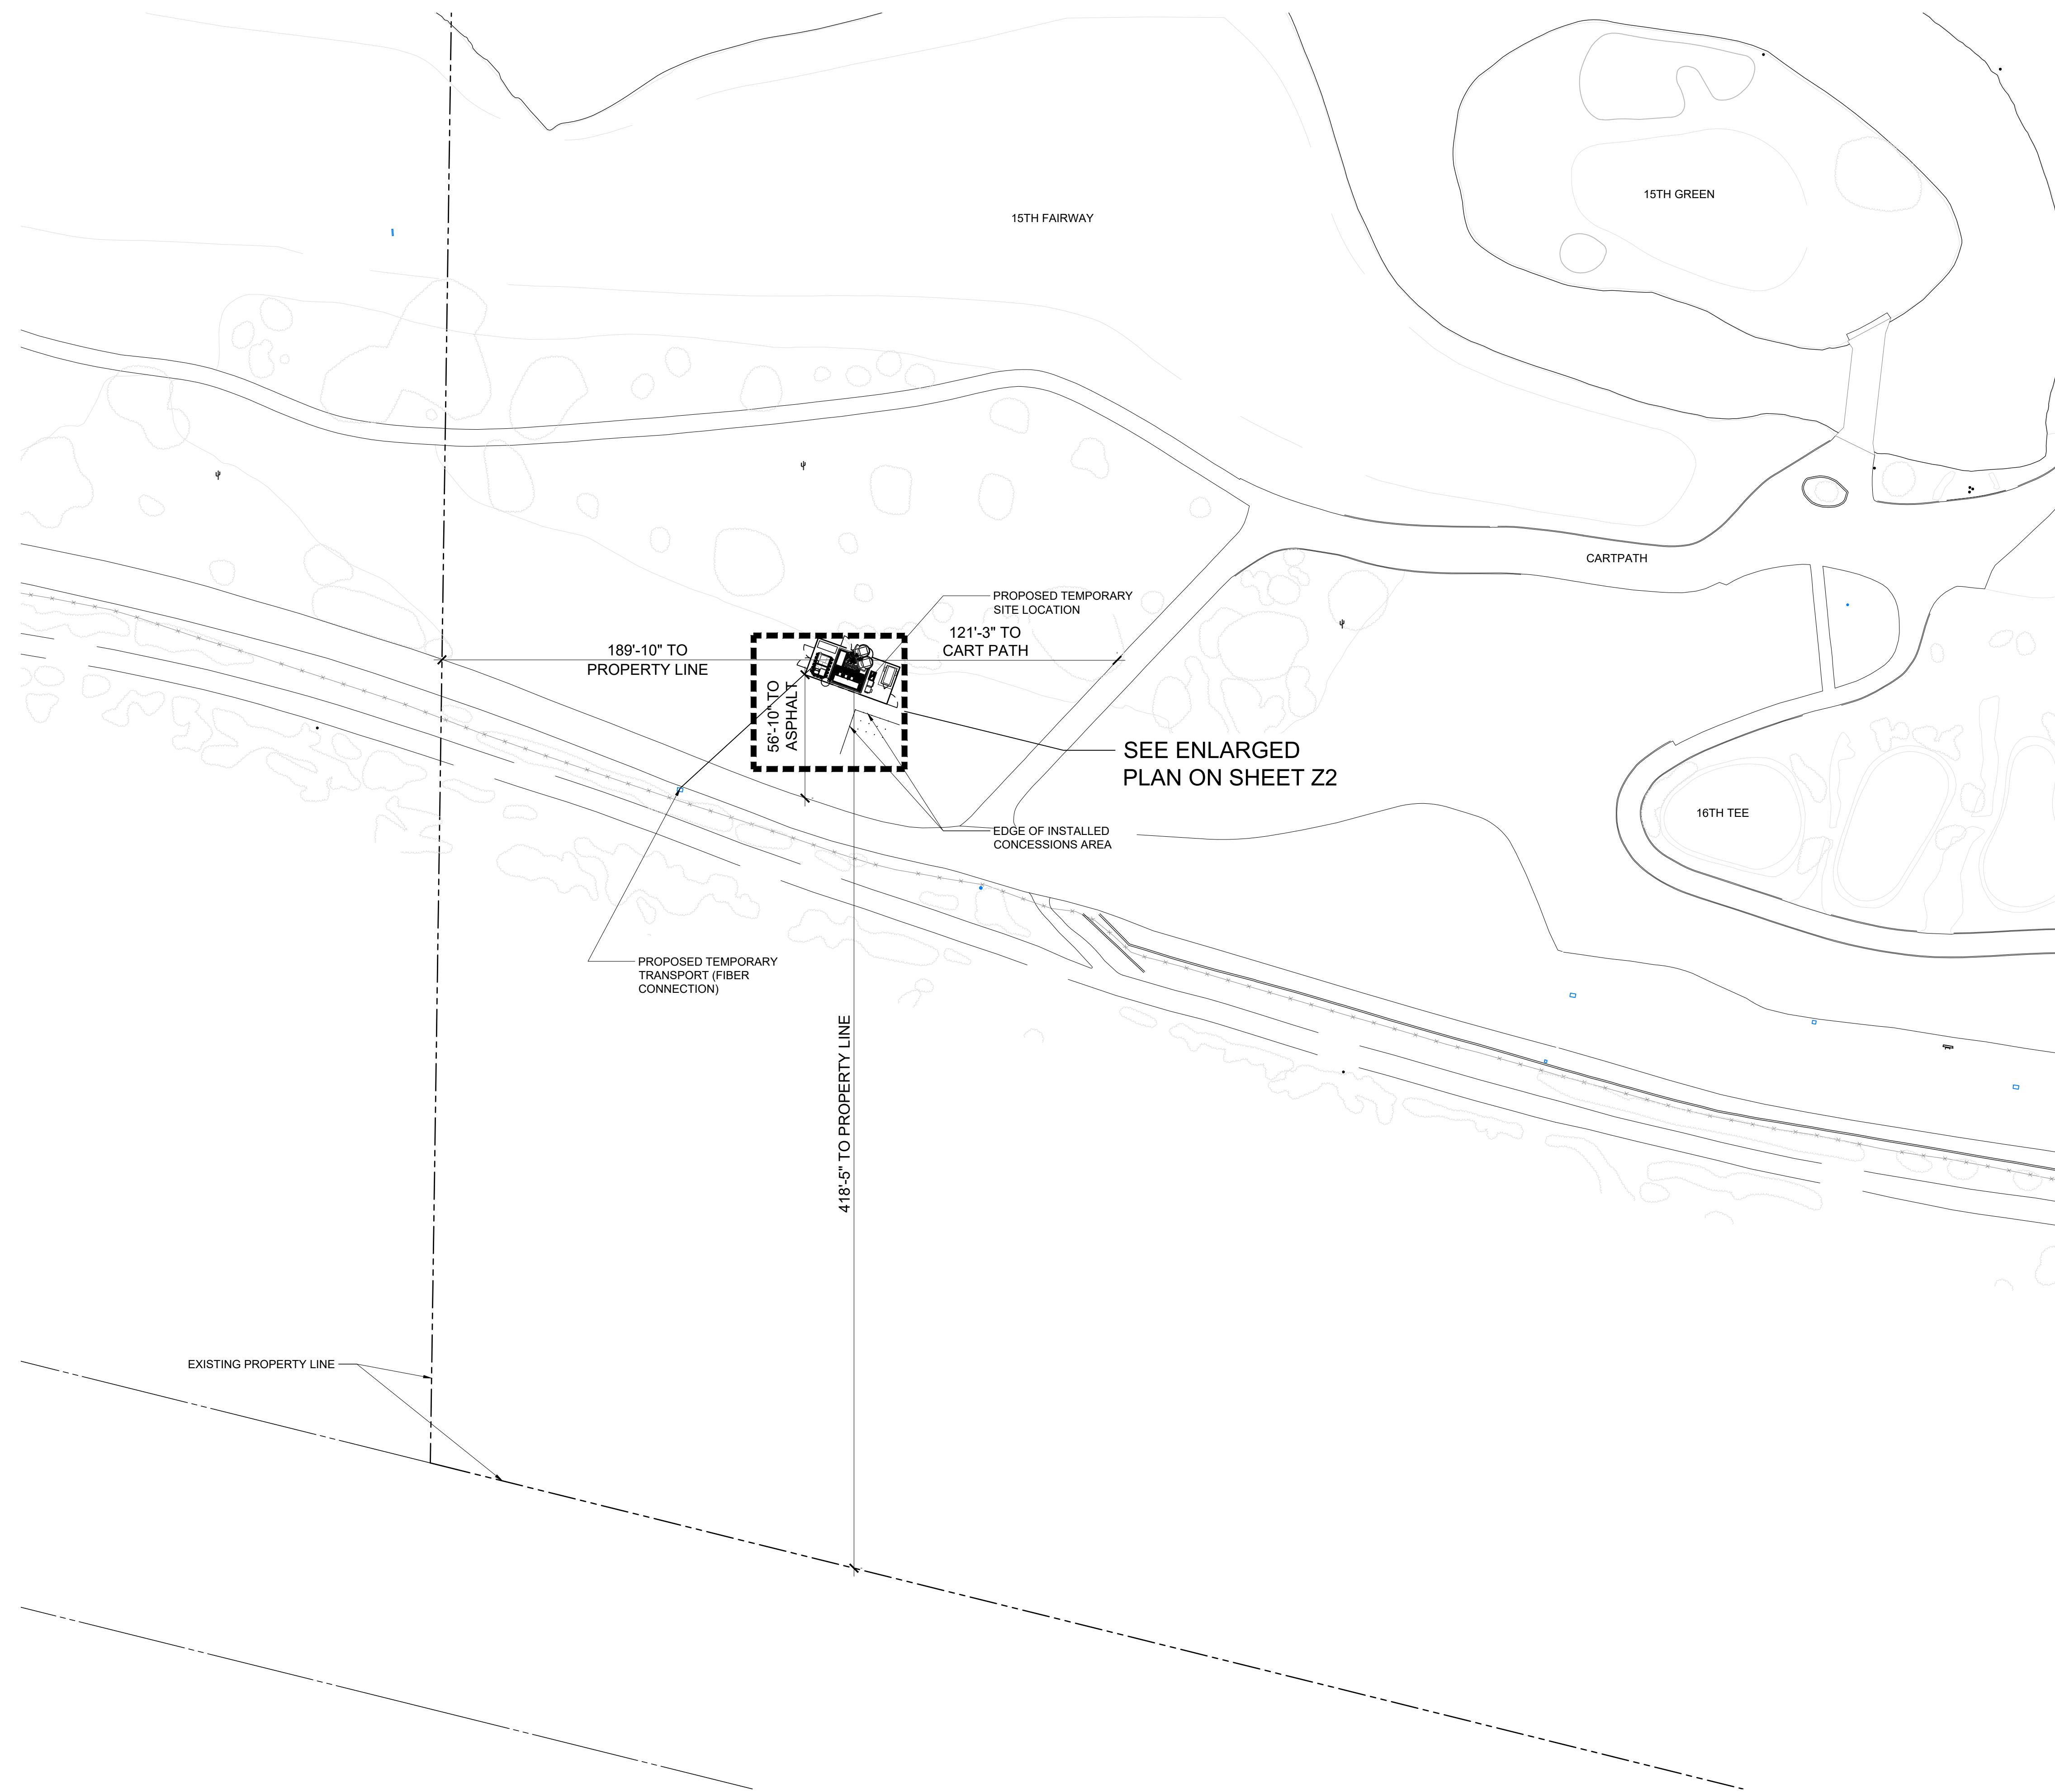 15TH GREEN
15TH FAIRWAY
CARTPATH
PROPOSED TEMPORARY
SITE LOCATION
121'-3" TO
CART PATH
189'-10" TO
PROPERTY LINE
56'-10" TO
ASPHALT
SEE ENLARGED
PLAN ON SHEET Z2
16TH TEE
EDGE OF INSTALLED
CONCESSIONS AREA
PROPOSED TEMPORARY
TRANSPORT (FIBER
CONNECTION)
418'-5" TO PROPERTY LINE
EXISTING PROPERTY LINE